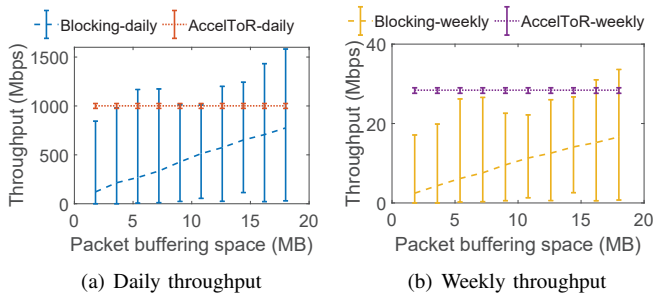 Blocking-daily AccelToR-daily
Throughput (Mbps)
1500
1000
500
0
0 5 10 15 20
Packet buffering space (MB)
(a) Daily throughput
Blocking-weekly AccelToR-weekly
Throughput (Mbps)
40
20
0
0 5 10 15 20
Packet buffering space (MB)
(b) Weekly throughput